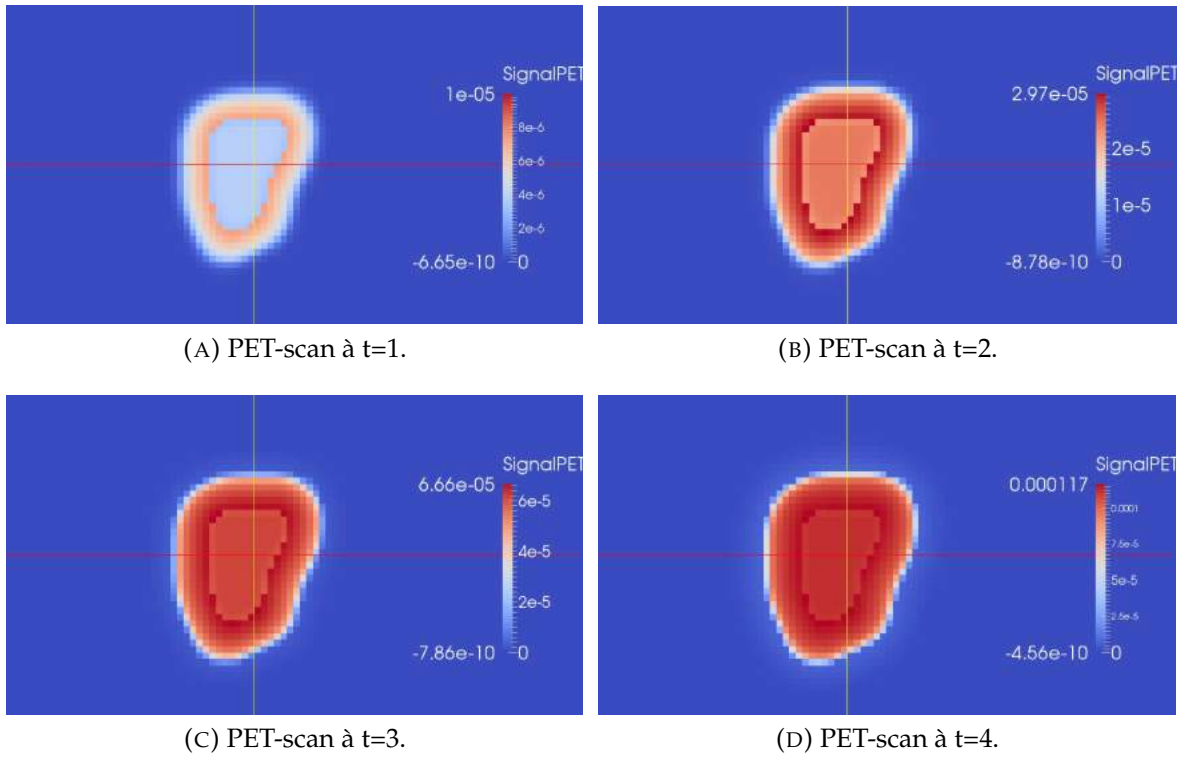 SignalPET
1e-05
8e-6
6e-6
4e-6
2e-6
-6.65e-10
0
(A) PET-scan à t=1.
SignalPET
2.97e-05
2e-5
1e-5
-8.78e-10
0
(B) PET-scan à t=2.
SignalPET
6.66e-05
6e-5
4e-5
2e-5
-7.86e-10
0
(C) PET-scan à t=3.
SignalPET
0.000117
0.0001
7.5e-5
5e-5
2.5e-5
-4.56e-10
0
(D) PET-scan à t=4.